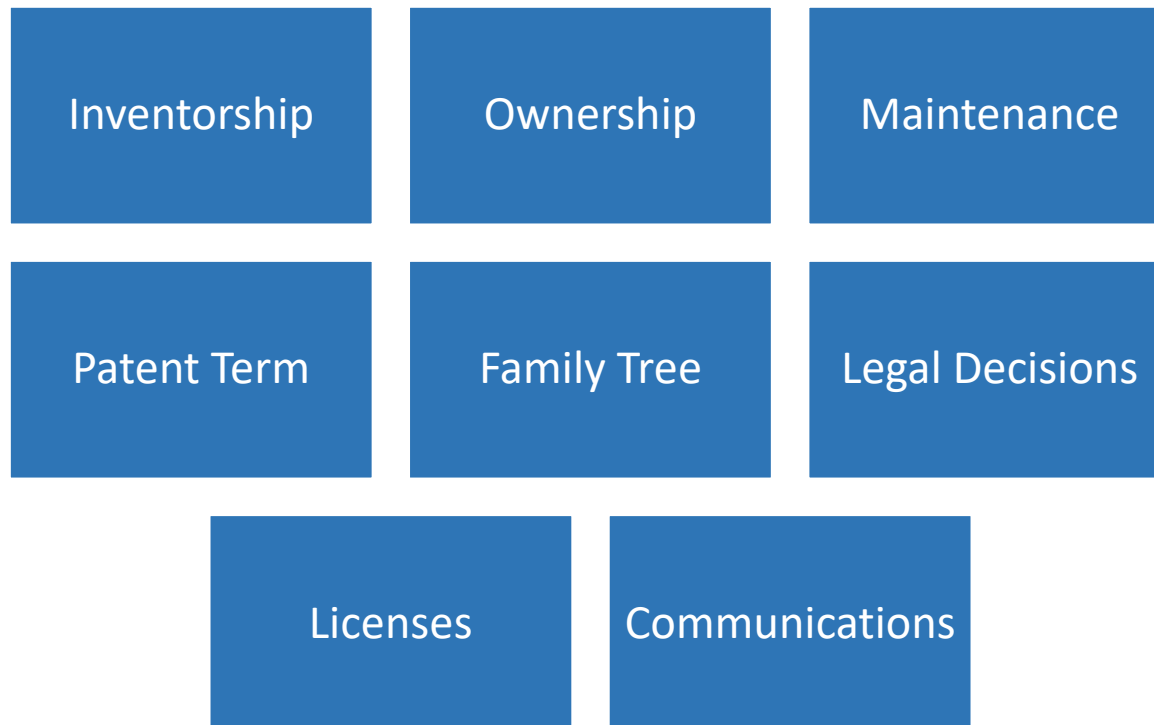 Inventorship
Ownership
Maintenance
Patent Term
Family Tree
Legal Decisions
Licenses
Communications